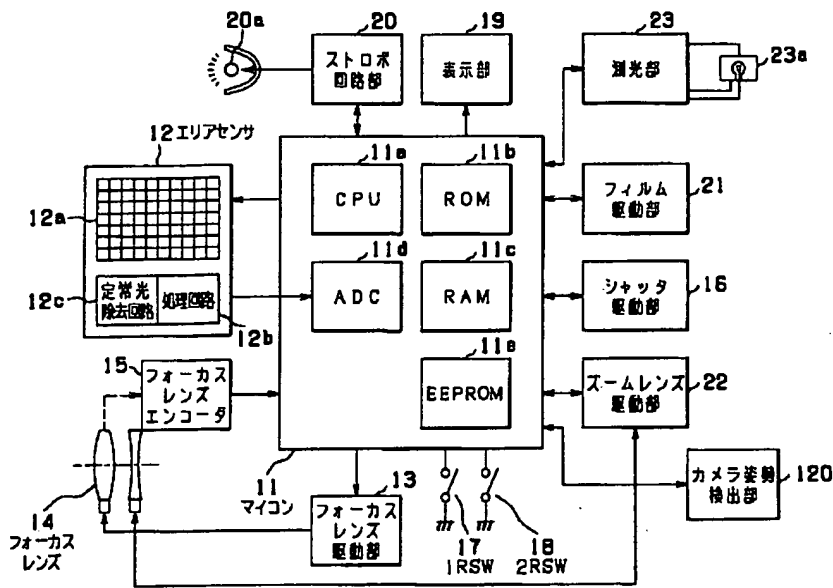 20a
20
ストロボ
回路部
19
表示部
23
測光部
23a
12 エリアセンサ
12a
12c
定常光
除去回路
処理回路
12b
11a
CPU
11b
ROM
11d
ADC
11c
RAM
11e
EEPROM
フィルム
駆動部
21
シャッタ
駆動部
16
ズームレンズ
駆動部
22
カメラ姿勢
検出部
120
15
フォーカス
レンズ
エンコーダ
14
フォーカス
レンズ
11
マイコン
13
フォーカス
レンズ
駆動部
17
1RSW
18
2RSW